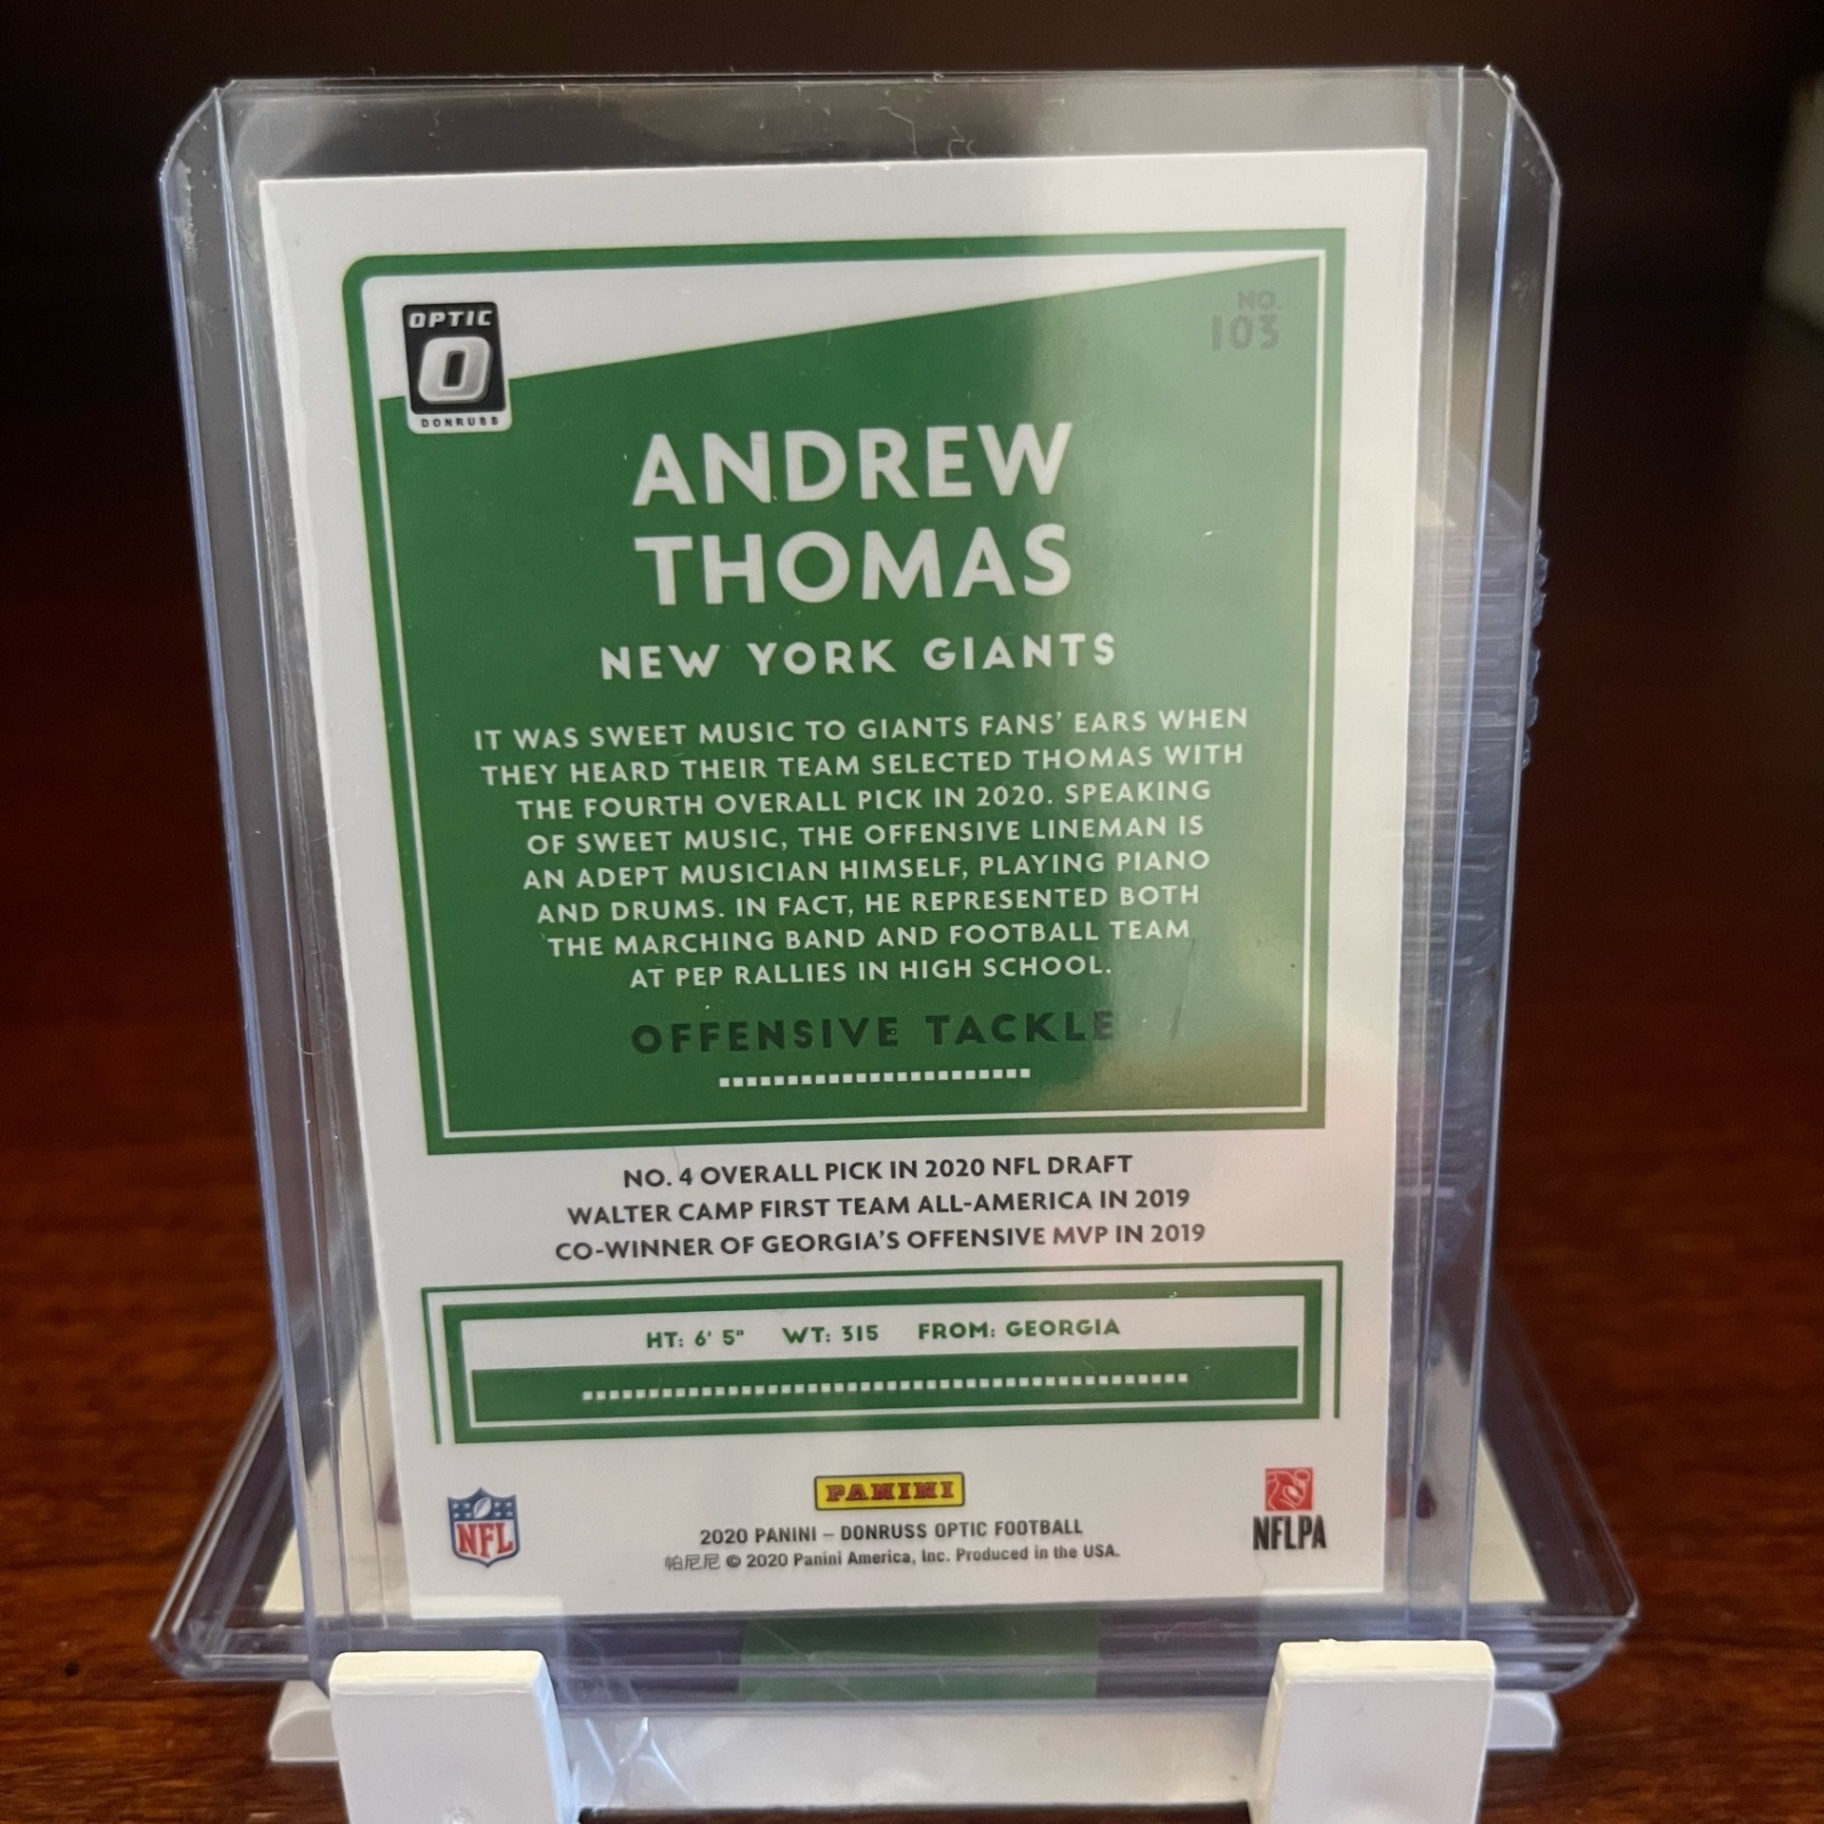 OPTIC
O
DONRUSS
NO.
103
ANDREW
THOMAS
NEW YORK GIANTS
IT WAS SWEET MUSIC TO GIANTS FANS' EARS WHEN
THEY HEARD THEIR TEAM SELECTED THOMAS WITH
THE FOURTH OVERALL PICK IN 2020. SPEAKING
OF SWEET MUSIC, THE OFFENSIVE LINEMAN IS
AN ADEPT MUSICIAN HIMSELF, PLAYING PIANO
AND DRUMS. IN FACT, HE REPRESENTED BOTH
THE MARCHING BAND AND FOOTBALL TEAM
AT PEP RALLIES IN HIGH SCHOOL.
OFFENSIVE TACKLE
NO. 4 OVERALL PICK IN 2020 NFL DRAFT
WALTER CAMP FIRST TEAM ALL-AMERICA IN 2019
CO-WINNER OF GEORGIA'S OFFENSIVE MVP IN 2019
HT: 6' 5" WT: 315 FROM: GEORGIA
NFL
PANINI
2020 PANINI – DONRUSS OPTIC FOOTBALL
帕尼尼 © 2020 Panini America, Inc. Produced in the USA.
NFLPA